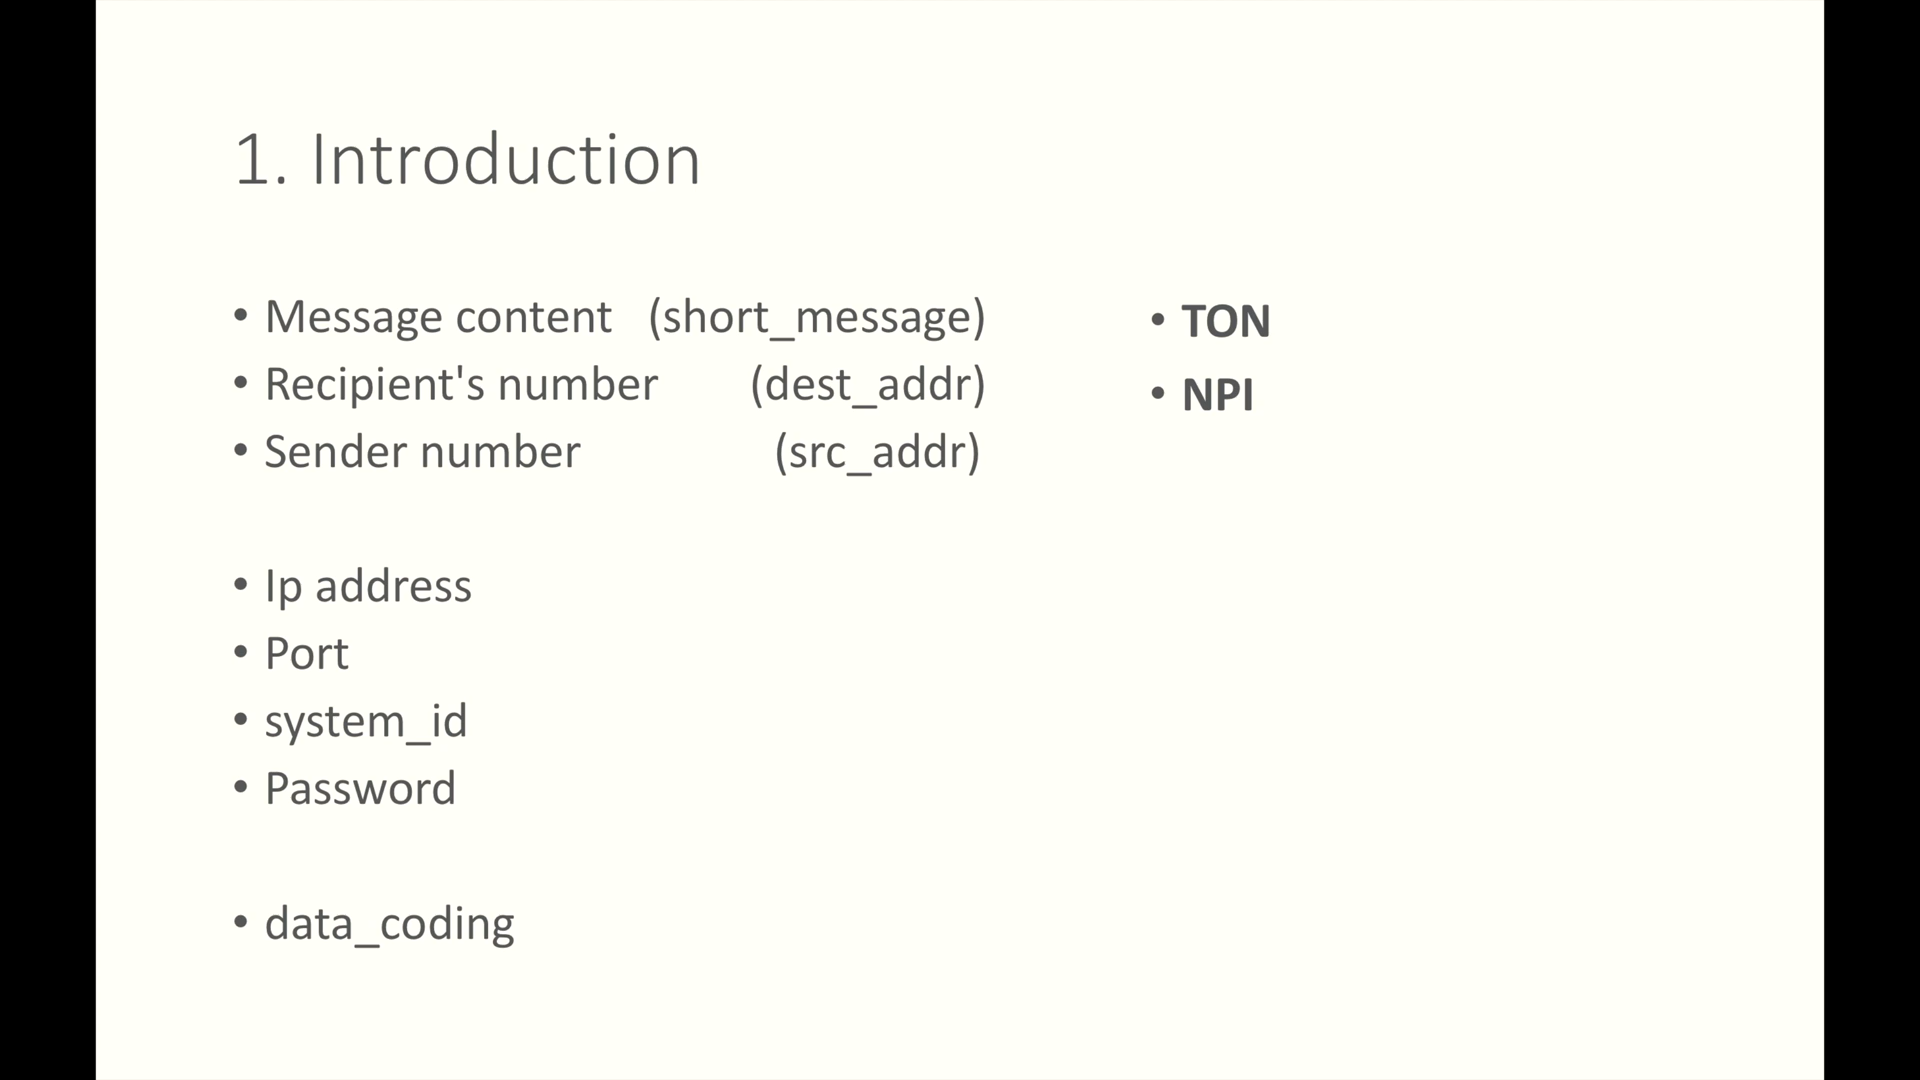 1. Introduction
• Message content (short_message)
• Recipient's number (dest_addr)
• Sender number (src_addr)
• Ip address
• Port
• system_id
• Password
• data_coding
• TON
• NPI